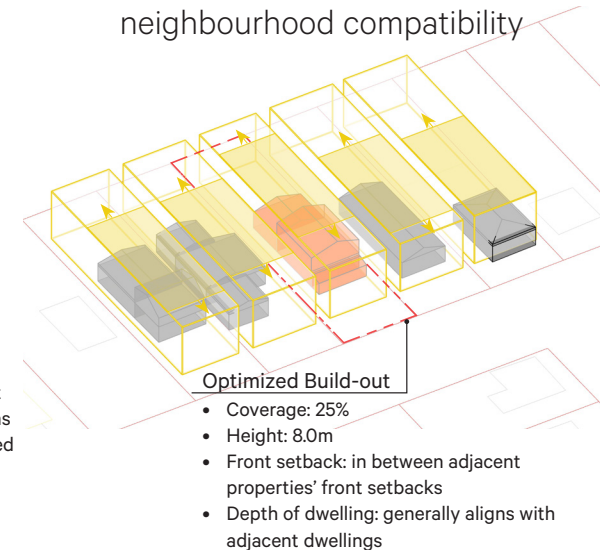 neighbourhood compatibility
Optimized Build-out
• Coverage: 25%
• Height: 8.0m
• Front setback: in between adjacent
properties’ front setbacks
• Depth of dwelling: generally aligns with
adjacent dwellings